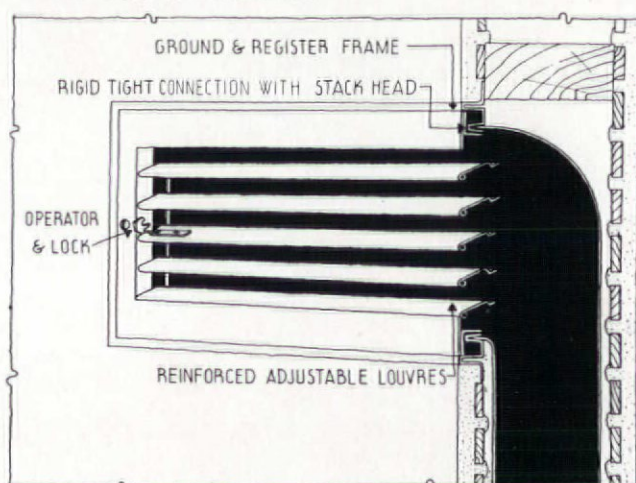 GROUND & REGISTER FRAME
RIGID TIGHT CONNECTION WITH STACK HEAD
OPERATOR
& LOCK
REINFORCED ADJUSTABLE LOUVRES